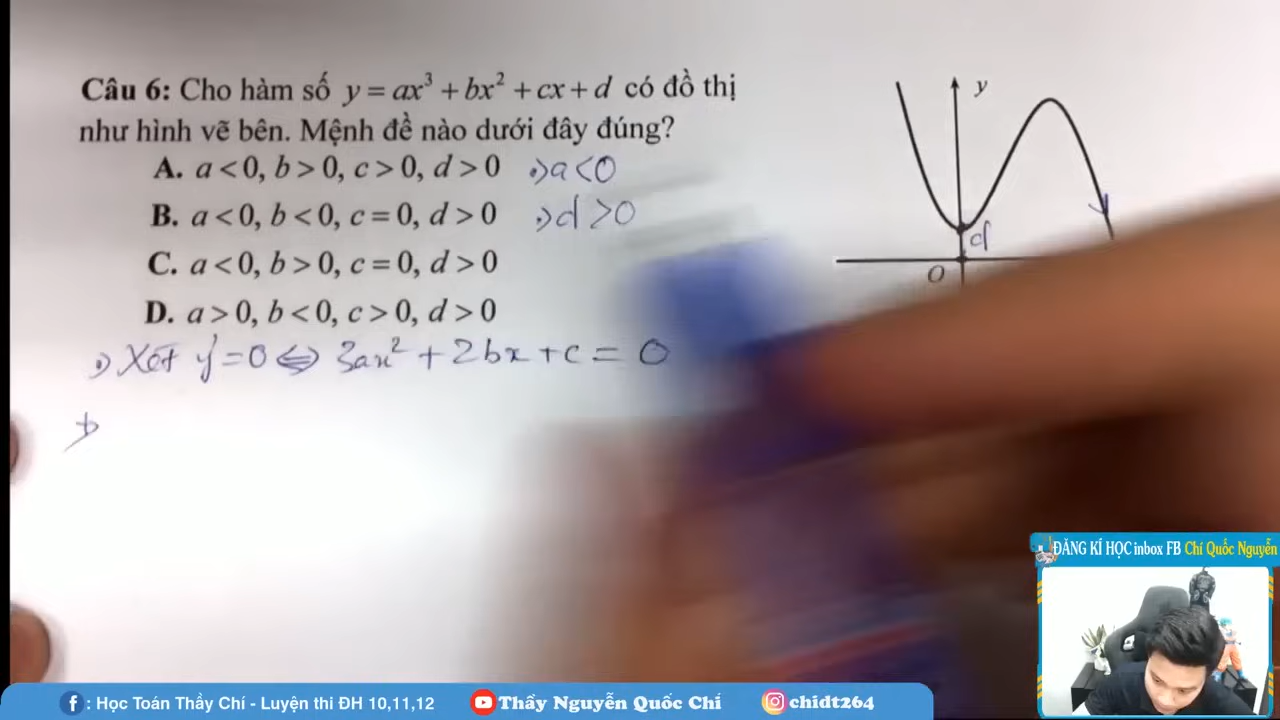 Câu 6: Cho hàm số y = ax³ + bx² + cx + d có đồ thị
như hình vẽ bên. Mệnh đề nào dưới đây đúng?
A. a < 0, b > 0, c > 0, d > 0
a < 0
B. a < 0, b < 0, c = 0, d > 0
d > 0
C. a < 0, b > 0, c = 0, d > 0
D. a > 0, b < 0, c > 0, d > 0
Xét y' = 0 ⇔ 3ax² + 2bx + c = 0
y
d
O
ĐĂNG KÍ HỌC inbox FB Chí Quốc Nguyễn
f : Học Toán Thầy Chí - Luyện thi ĐH 10,11,12
Thầy Nguyễn Quốc Chí
chidt264